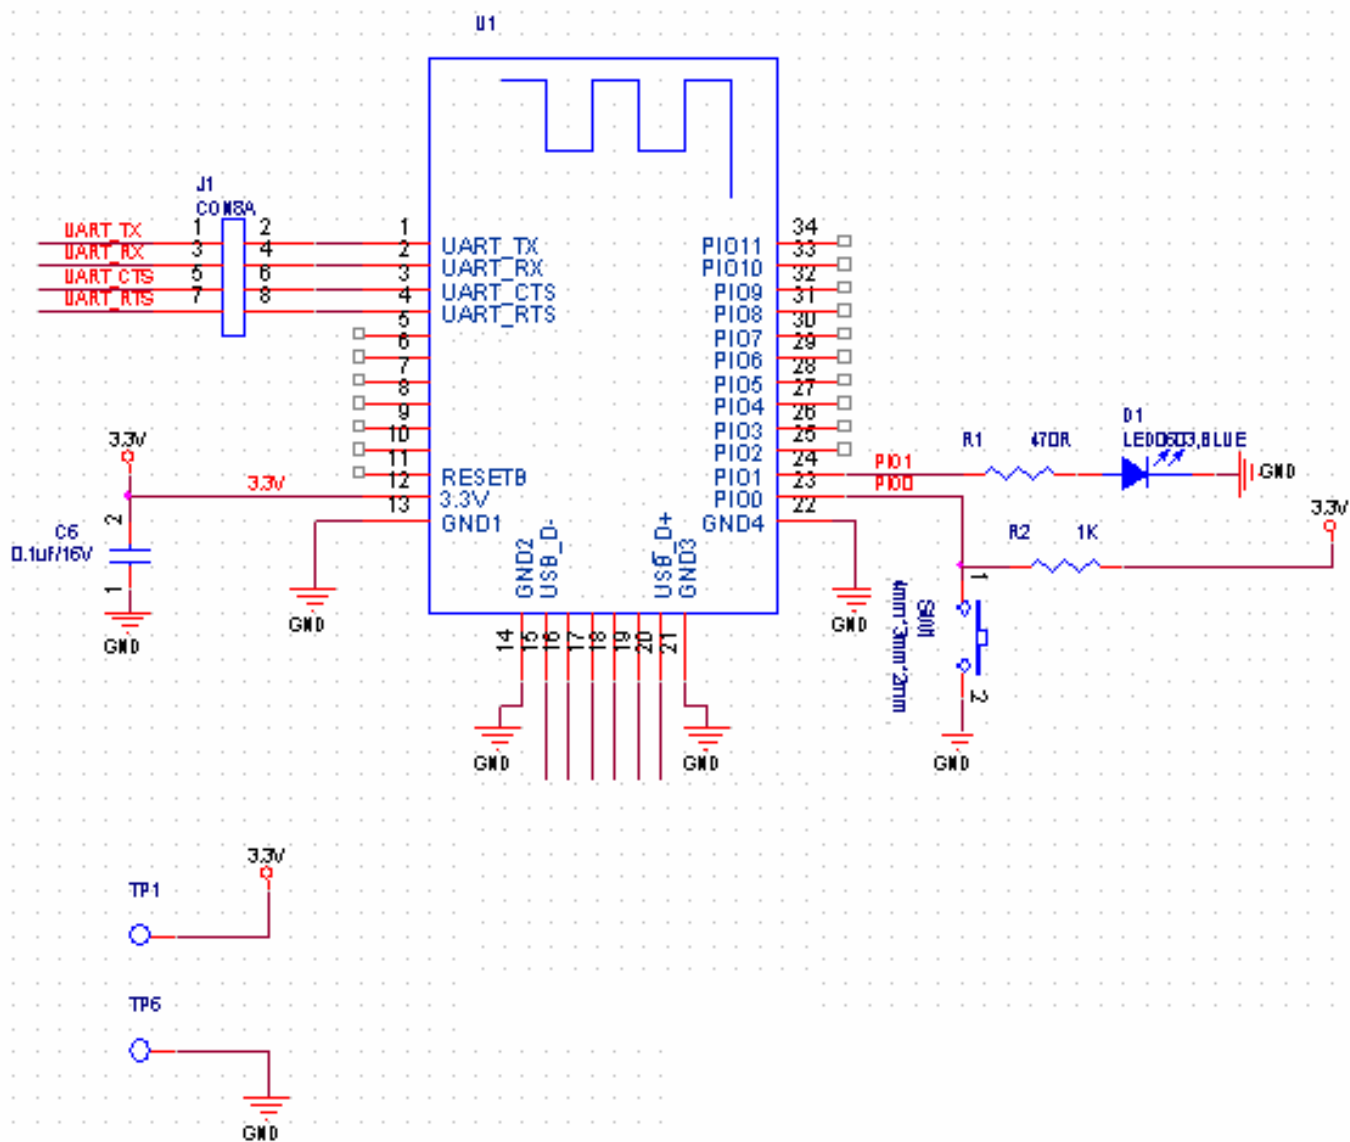 U1
J1
CON8A
UART_TX
UART_RX
UART_CTS
UART_RTS
1
3
5
7
2
4
6
8
1
2
3
4
5
6
7
8
9
10
11
12
13
UART_TX
UART_RX
UART_CTS
UART_RTS
RESETB
3.3V
GND1
34
33
32
31
30
29
28
27
26
25
24
23
22
PIO11
PIO10
PIO9
PIO8
PIO7
PIO6
PIO5
PIO4
PIO3
PIO2
PIO1
PIO0
GND4
GND2
USB_D-
USB_D+
GND3
14
15
16
17
18
19
20
21
3.3V
3.3V
2
C6
0.1uF/16V
1
GND
GND
GND
GND
GND
PIO1
PIO0
R1 470R
D1
LED0603,BLUE
GND
R2 1K
3.3V
1
SW1
4mm*3mm*2mm
2
GND
3.3V
TP1
TP6
GND